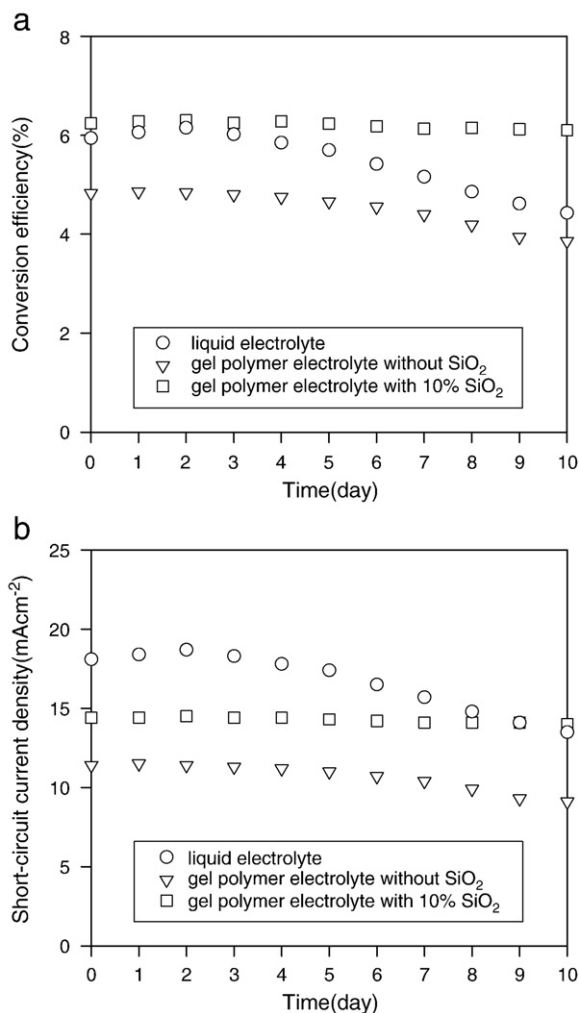 a
8
6
4
2
0
Conversion efficiency(%)
liquid electrolyte
gel polymer electrolyte without SiO₂
gel polymer electrolyte with 10% SiO₂
0 1 2 3 4 5 6 7 8 9 10
Time(day)
b
25
20
15
10
5
0
Short-circuit current density(mAcm⁻²)
liquid electrolyte
gel polymer electrolyte without SiO₂
gel polymer electrolyte with 10% SiO₂
0 1 2 3 4 5 6 7 8 9 10
Time(day)